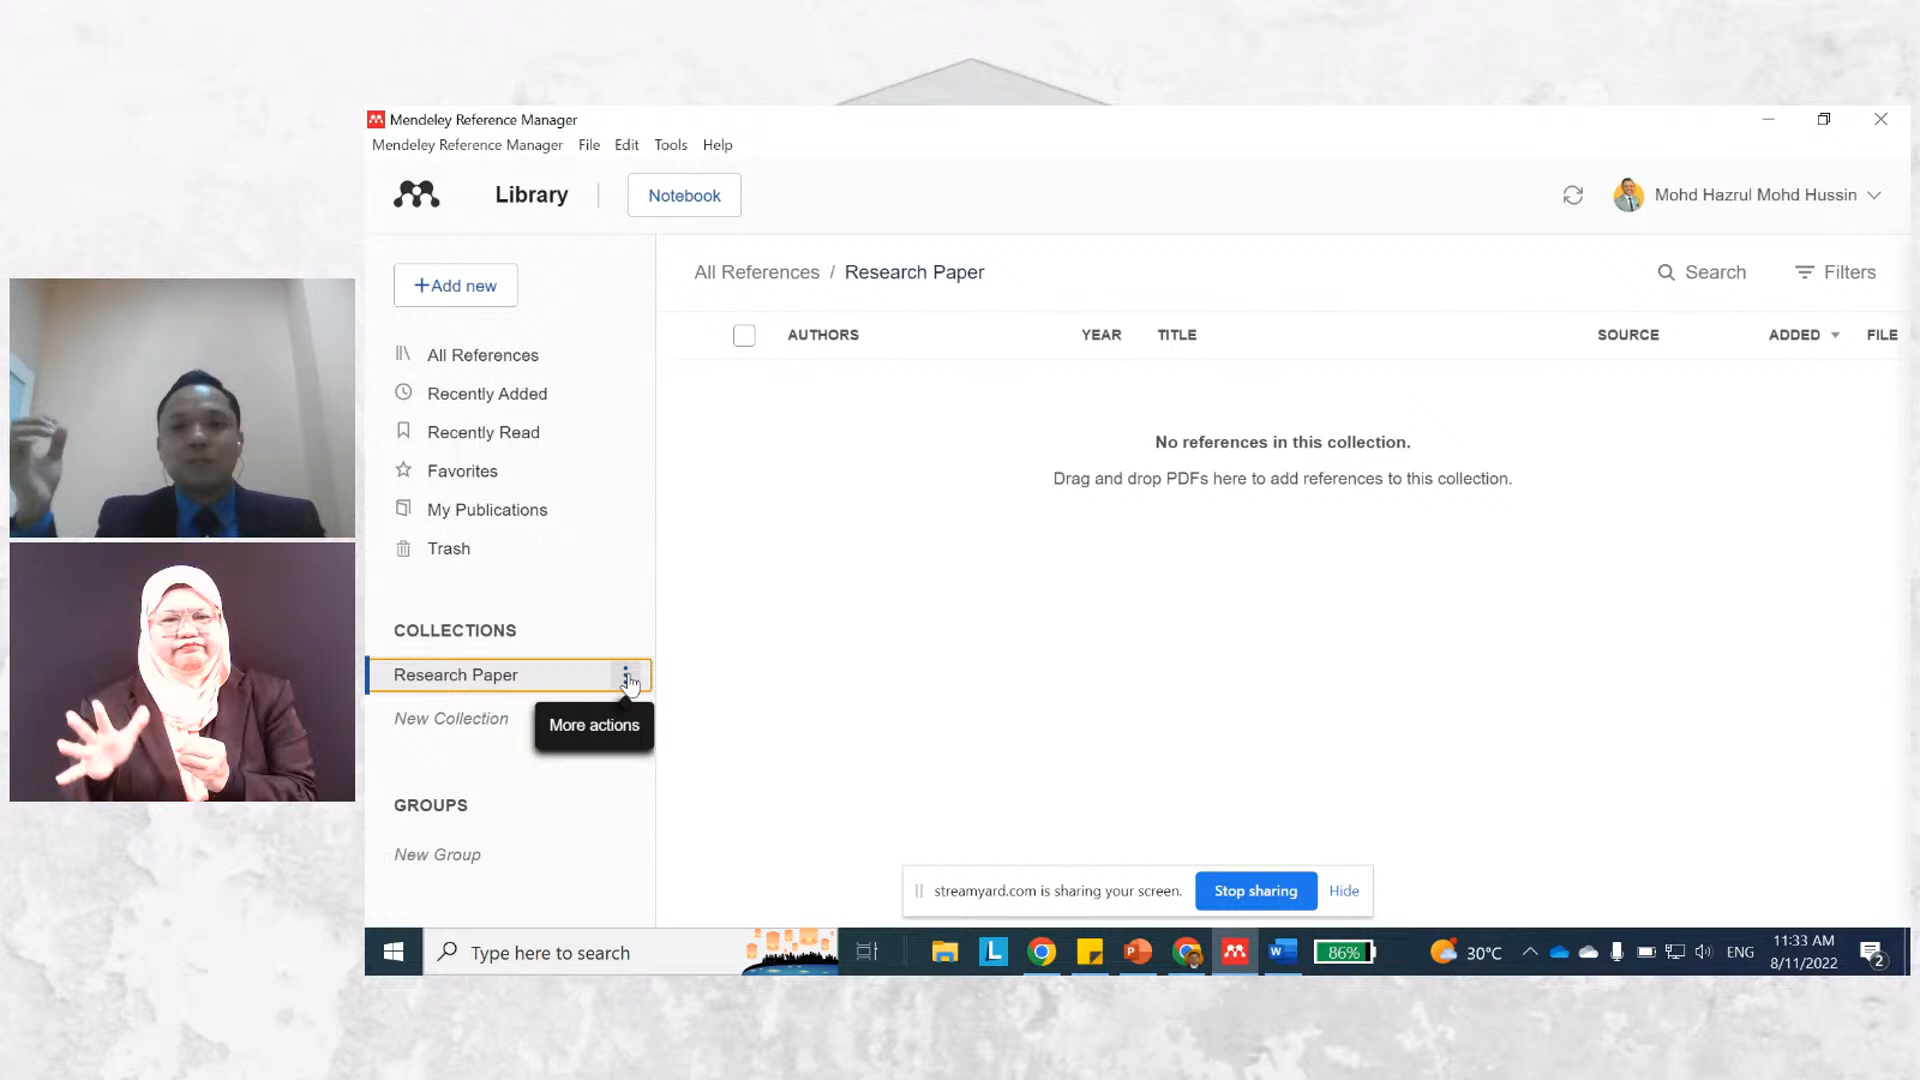 Mendeley Reference Manager
Mendeley Reference Manager File Edit Tools Help
Library
Notebook
Mohd Hazrul Mohd Hussin
+Add new
All References
Recently Added
Recently Read
Favorites
My Publications
Trash
COLLECTIONS
Research Paper
New Collection
More actions
GROUPS
New Group
All References / Research Paper
Search
Filters
AUTHORS YEAR TITLE SOURCE ADDED FILE
No references in this collection.
Drag and drop PDFs here to add references to this collection.
streamyard.com is sharing your screen.
Stop sharing
Hide
Type here to search
L
P
W
86%
30°C
ENG
11:33 AM
8/11/2022
2